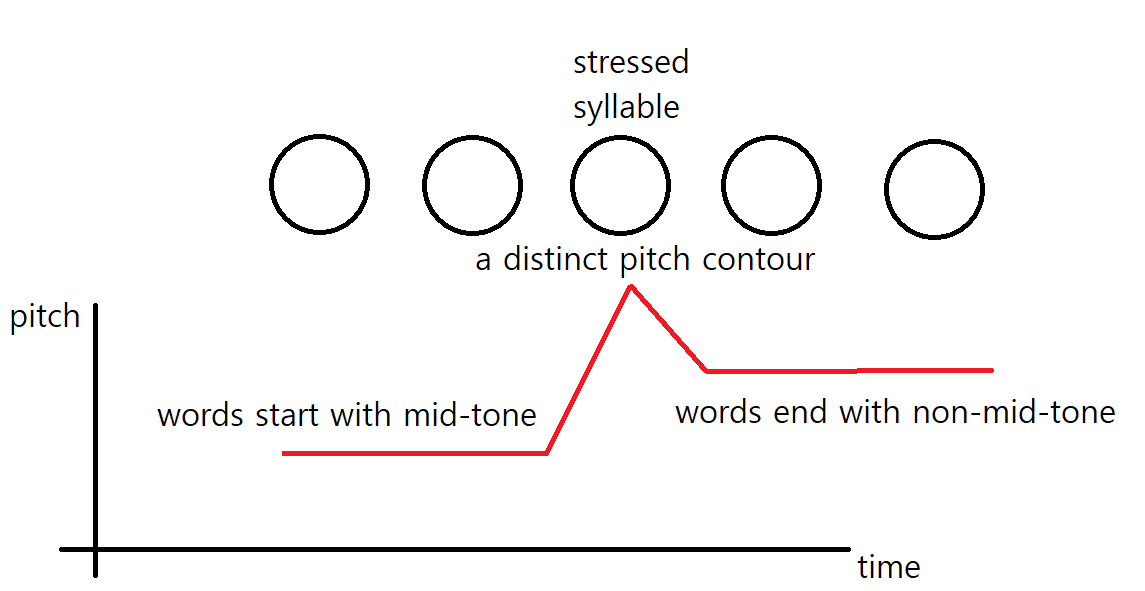 stressed
syllable
a distinct pitch contour
pitch
words start with mid-tone
words end with non-mid-tone
time